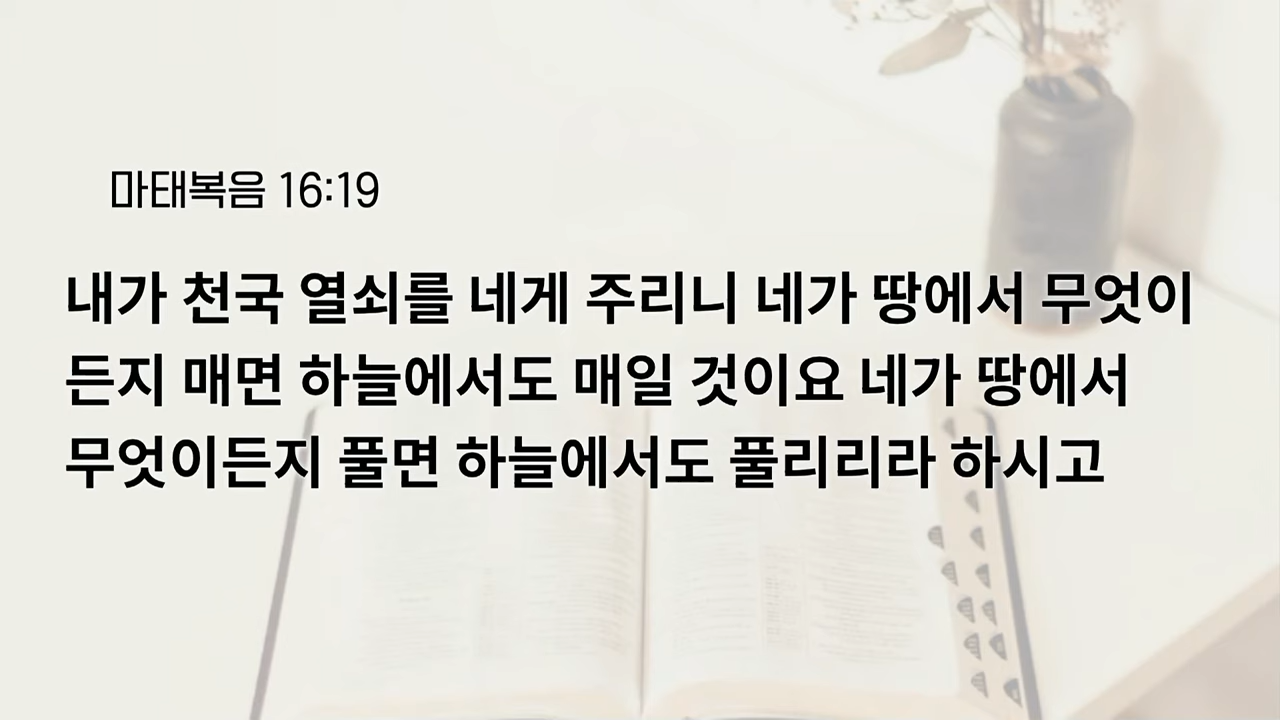 마태복음 16:19
내가 천국 열쇠를 네게 주리니 네가 땅에서 무엇이
든지 매면 하늘에서도 매일 것이요 네가 땅에서
무엇이든지 풀면 하늘에서도 풀리리라 하시고